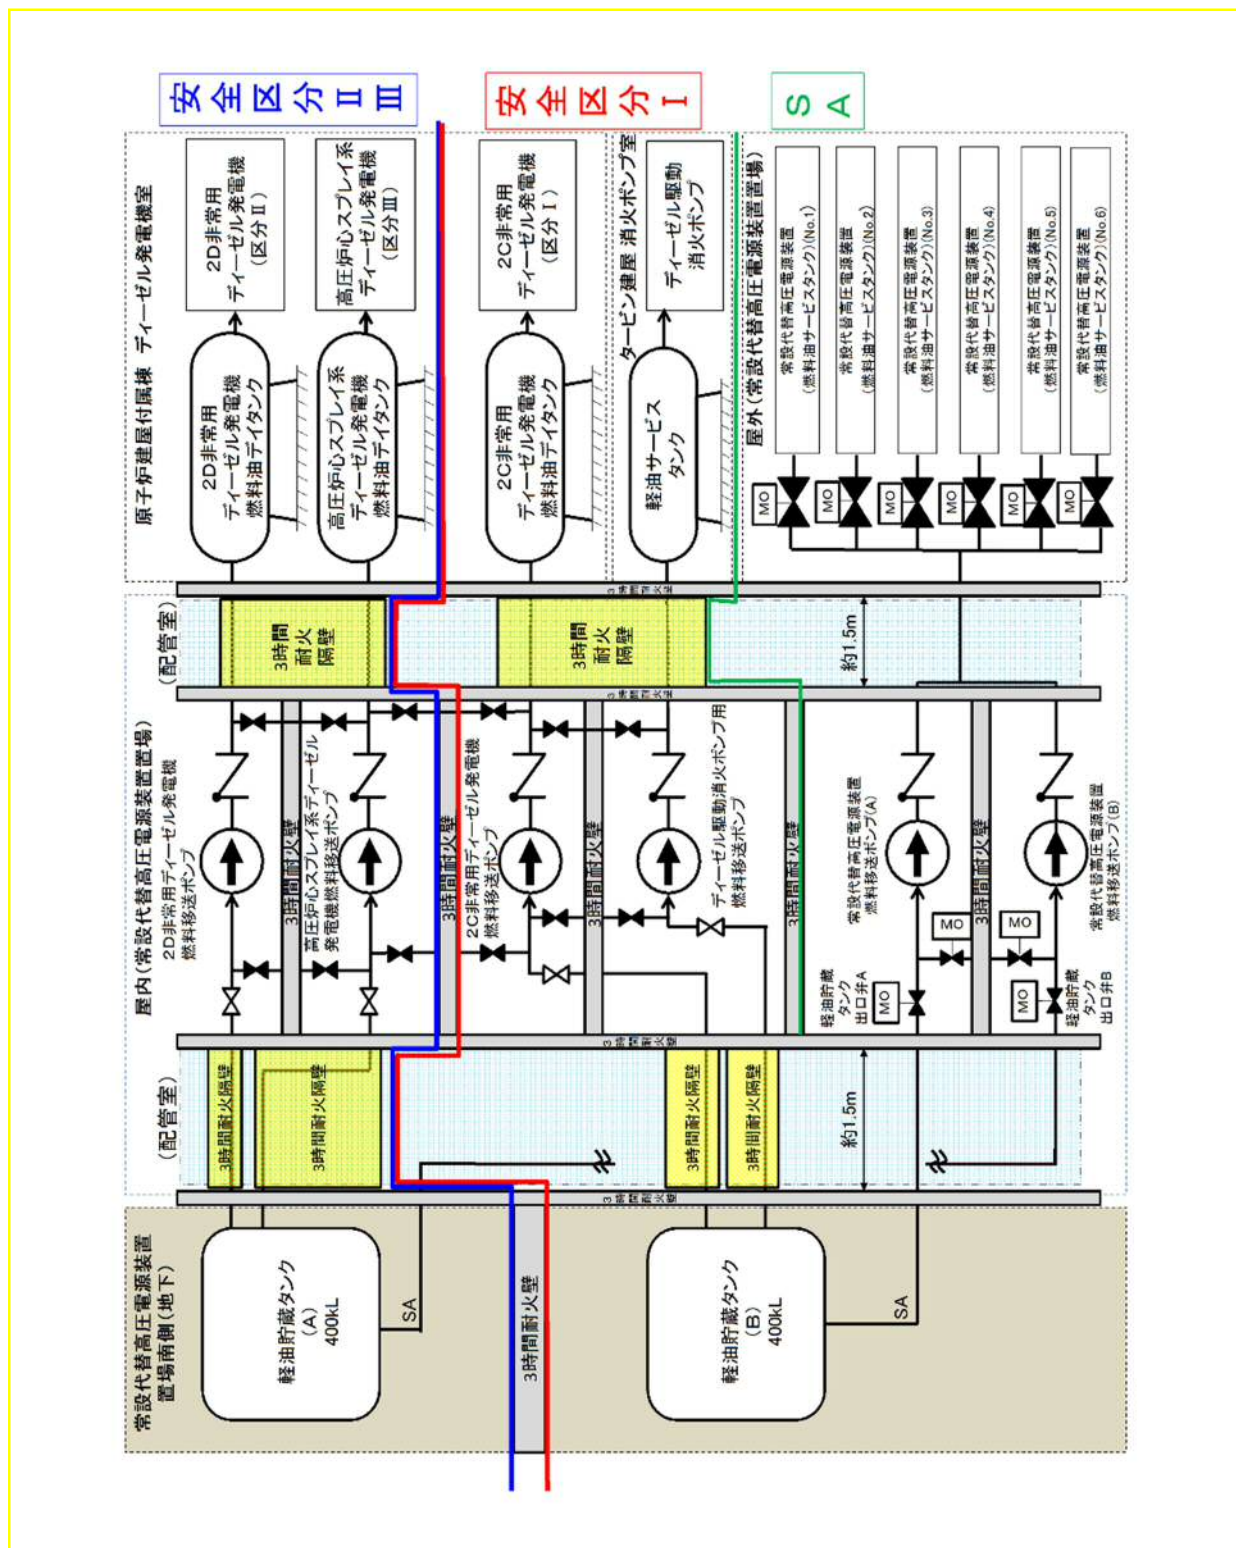 安全区分ⅡⅢ
安全区分Ⅰ
SA
原子炉建屋付属棟 ディーゼル発電機室
2D非常用
ディーゼル発電機
(区分Ⅱ)
高圧炉心スプレイ系
ディーゼル発電機
(区分Ⅲ)
2C非常用
ディーゼル発電機
(区分Ⅰ)
タービン建屋 消火ポンプ室
ディーゼル駆動
消火ポンプ
屋外(常設代替高圧電源装置置場)
常設代替高圧電源装置
(燃料油サービスタンク)(No.1)
常設代替高圧電源装置
(燃料油サービスタンク)(No.2)
常設代替高圧電源装置
(燃料油サービスタンク)(No.3)
常設代替高圧電源装置
(燃料油サービスタンク)(No.4)
常設代替高圧電源装置
(燃料油サービスタンク)(No.5)
常設代替高圧電源装置
(燃料油サービスタンク)(No.6)
2D非常用
ディーゼル発電機
燃料油デイタンク
高圧炉心スプレイ系
ディーゼル発電機
燃料油デイタンク
2C非常用
ディーゼル発電機
燃料油デイタンク
軽油サービス
タンク
MO
MO
MO
MO
MO
MO
3時間耐火壁
(配管室)
3時間
耐火
隔壁
3時間
耐火
隔壁
約1.5m
3時間耐火壁
屋内(常設代替高圧電源装置置場)
2D非常用ディーゼル発電機
燃料移送ポンプ
3時間耐火壁
高圧炉心スプレイ系ディーゼル
発電機燃料移送ポンプ
3時間耐火壁
2C非常用ディーゼル発電機
燃料移送ポンプ
3時間耐火壁
ディーゼル駆動消火ポンプ用
燃料移送ポンプ
3時間耐火壁
常設代替高圧電源装置
燃料移送ポンプ(A)
3時間耐火壁
常設代替高圧電源装置
燃料移送ポンプ(B)
MO
MO
軽油貯蔵
タンク
出口弁A
MO
MO
軽油貯蔵
タンク
出口弁B
3時間耐火壁
(配管室)
3時間耐火隔壁
3時間耐火隔壁
3時間耐火隔壁
3時間耐火隔壁
約1.5m
3時間耐火壁
常設代替高圧電源装置
置場南側(地下)
軽油貯蔵タンク
(A)
400kL
SA
3時間耐火壁
軽油貯蔵タンク
(B)
400kL
SA